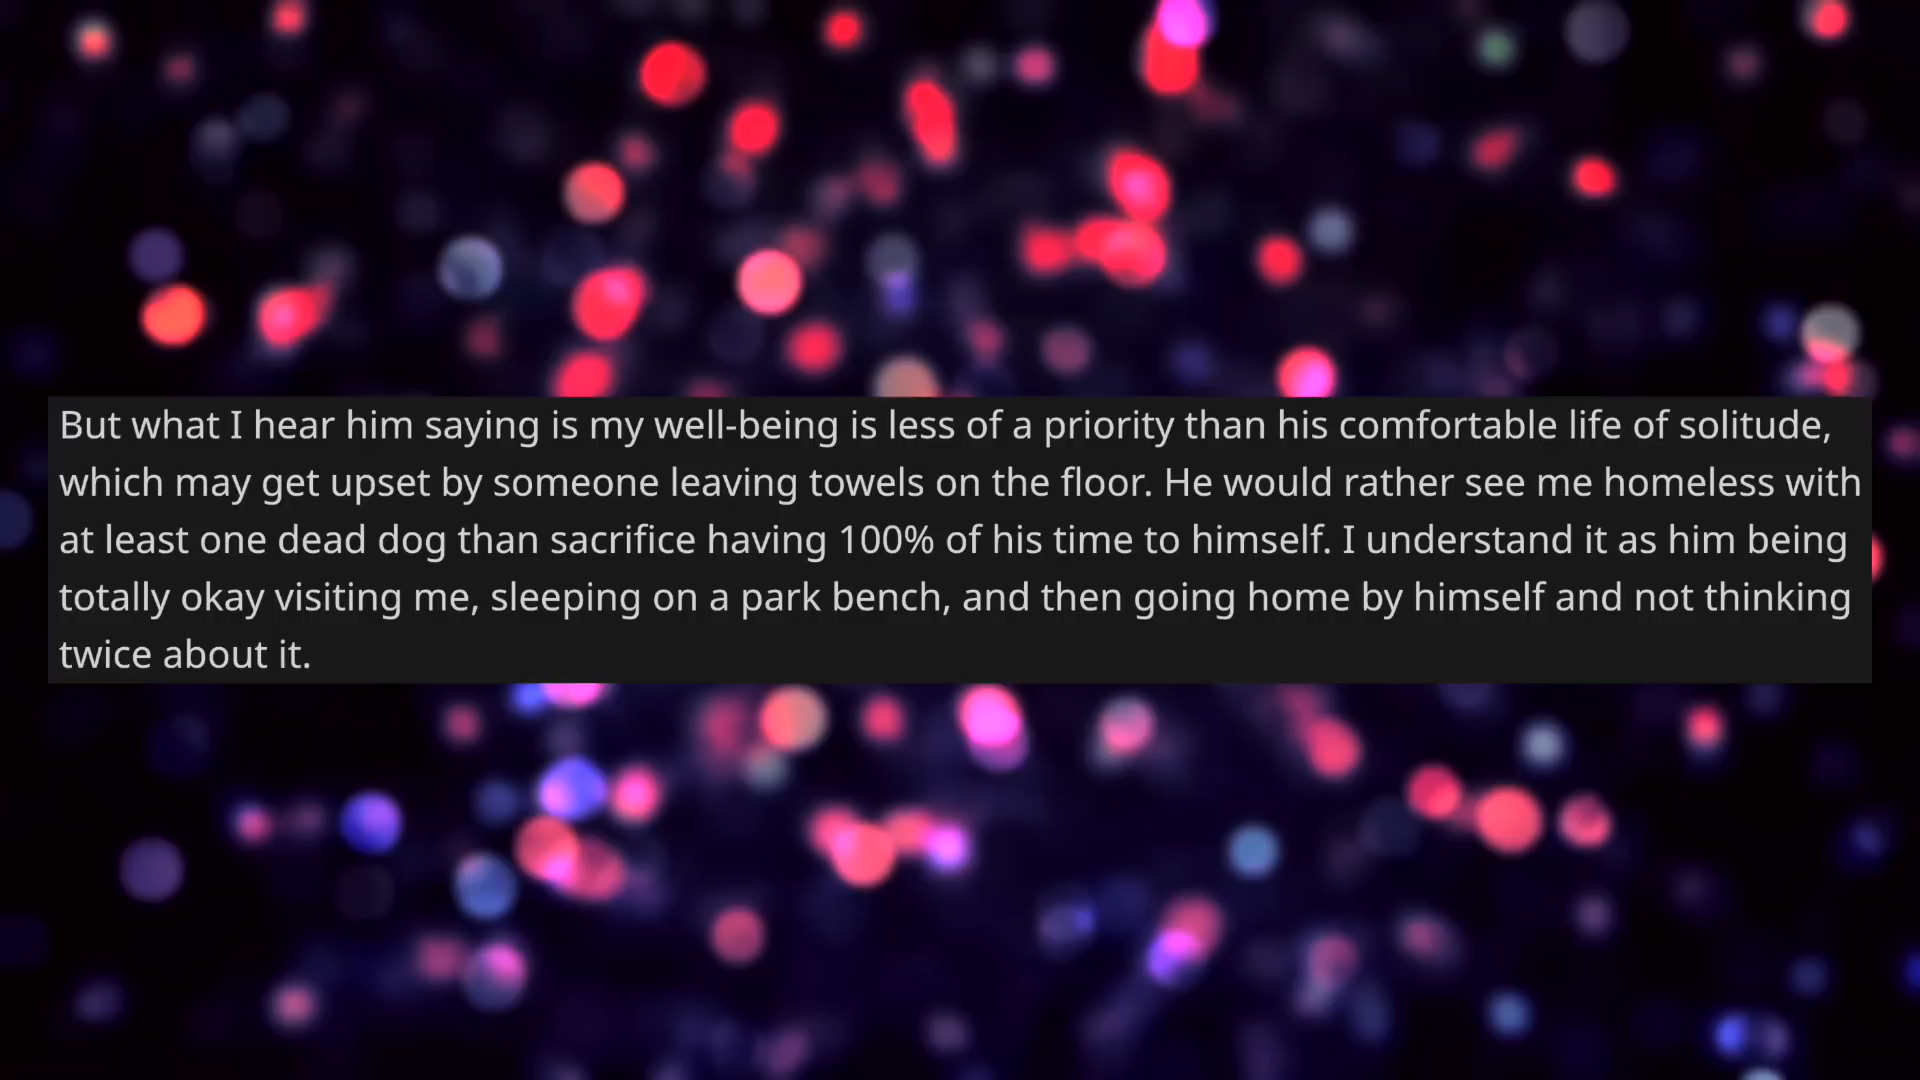 But what I hear him saying is my well-being is less of a priority than his comfortable life of solitude,
which may get upset by someone leaving towels on the floor. He would rather see me homeless with
at least one dead dog than sacrifice having 100% of his time to himself. I understand it as him being
totally okay visiting me, sleeping on a park bench, and then going home by himself and not thinking
twice about it.